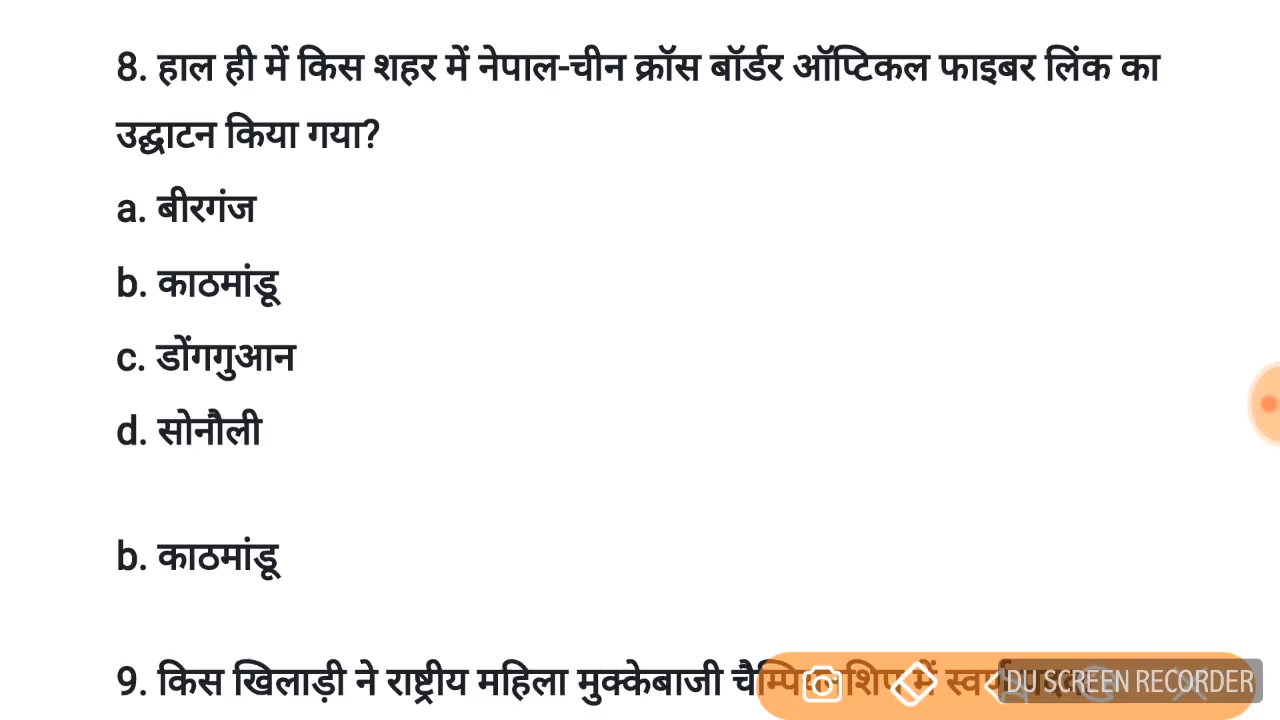 8. हाल ही में किस शहर में नेपाल-चीन क्रॉस बॉर्डर ऑप्टिकल फाइबर लिंक का
उद्घाटन किया गया?
a. बीरगंज
b. काठमांडू
c. डोंगगुआन
d. सोनौली
b. काठमांडू
9. किस खिलाड़ी ने राष्ट्रीय महिला मुक्केबाजी चैम्पियनशिप में
DU SCREEN RECORDER